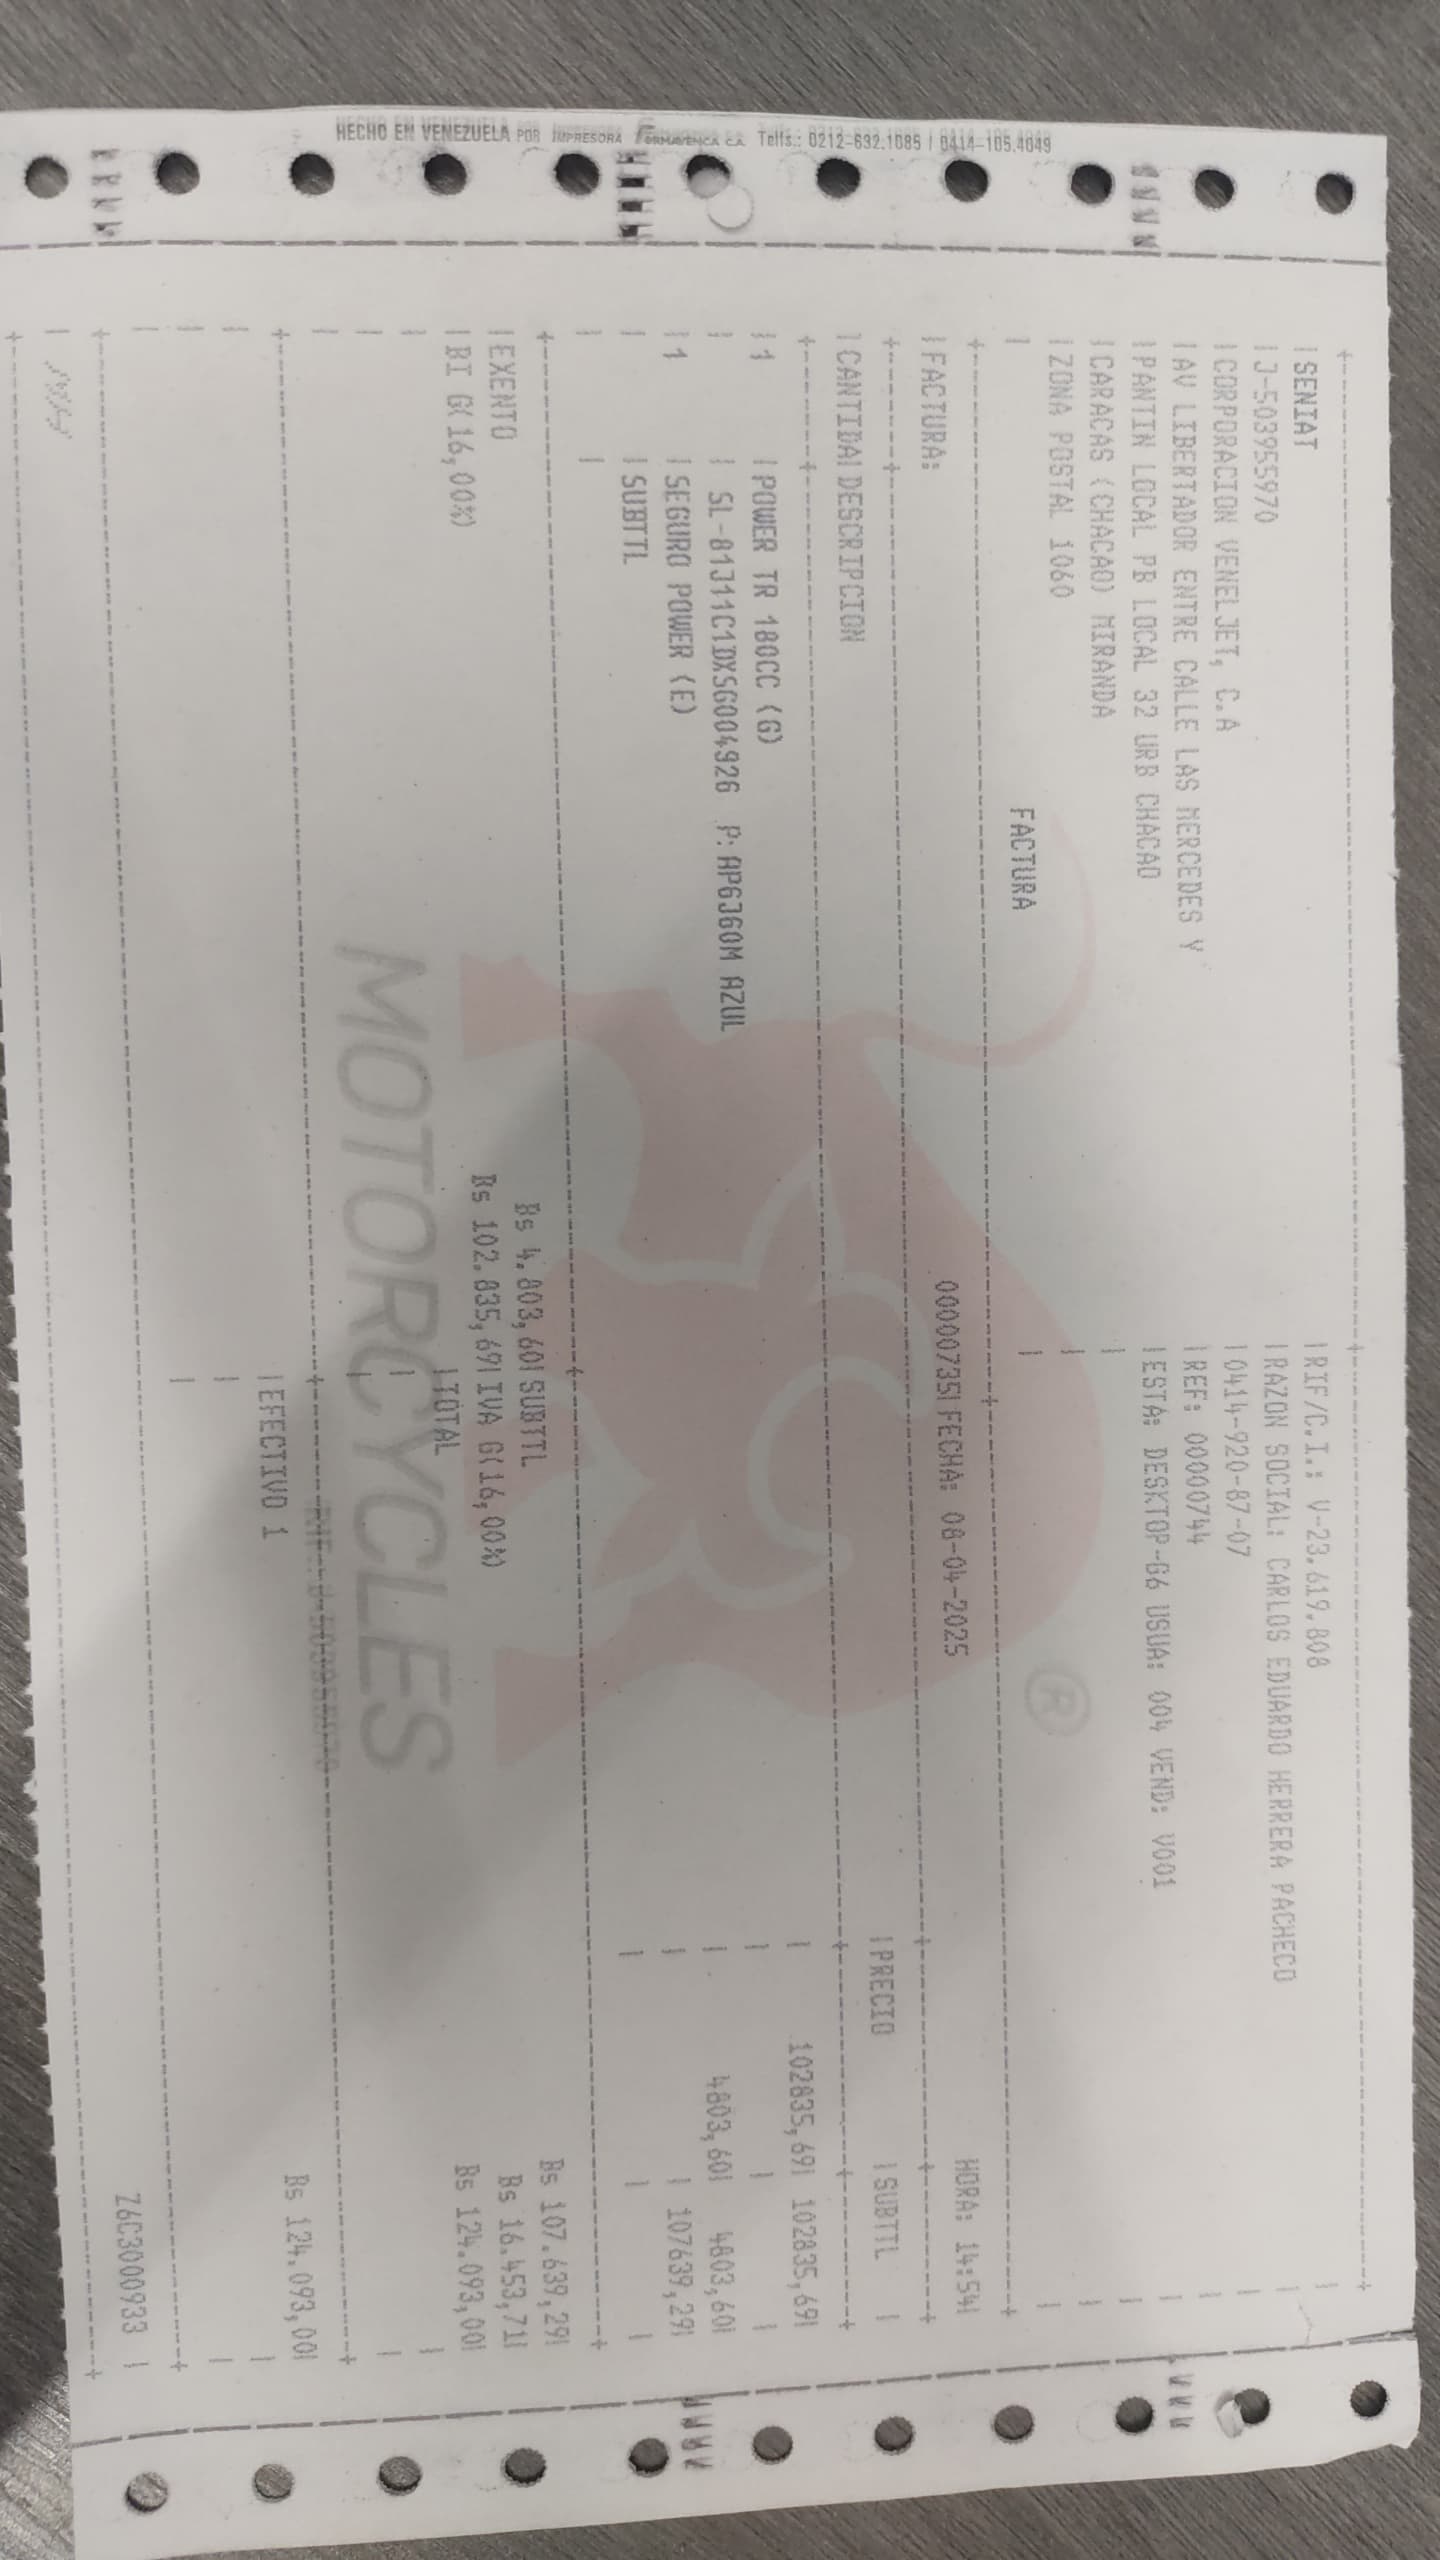 HECHO EN VENEZUELA POR IMPRESORA FORMAVENCA C.A. Telfs.: 0212-632.1085 / 0414-105.4049
SENIAT
J-503955970
CORPORACION VENELJET, C.A
AV LIBERTADOR ENTRE CALLE LAS MERCEDES Y
PANTIN LOCAL PB LOCAL 32 URB CHACAO
CARACAS (CHACAO) MIRANDA
ZONA POSTAL 1060
RIF/C.I.: V-23.619.808
RAZON SOCIAL: CARLOS EDUARDO HERRERA PACHECO
0414-920-87-07
REF: 00000744
ESTA: DESKTOP-G6 USUA: 004 VEND: V001
FACTURA
FACTURA: 00000735 FECHA: 08-04-2025 HORA: 14:54
CANTIDA DESCRIPCION PRECIO SUBTTL
1 POWER TR 180CC (G) 102835,69 102835,69
SL-81J11C1DXSG004926 P: AP6J60M AZUL
1 SEGURO POWER (E) 4803,60 4803,60
SUBTTL 107639,29
EXENTO Bs 4.803,60 SUBTTL Bs 107.639,29
BI G(16,00%) Bs 102.835,69 IVA G(16,00%) Bs 16.453,71
TOTAL Bs 124.093,00
EFECTIVO 1 Bs 124.093,00
Z6C3000933
MOTORCYCLES
®